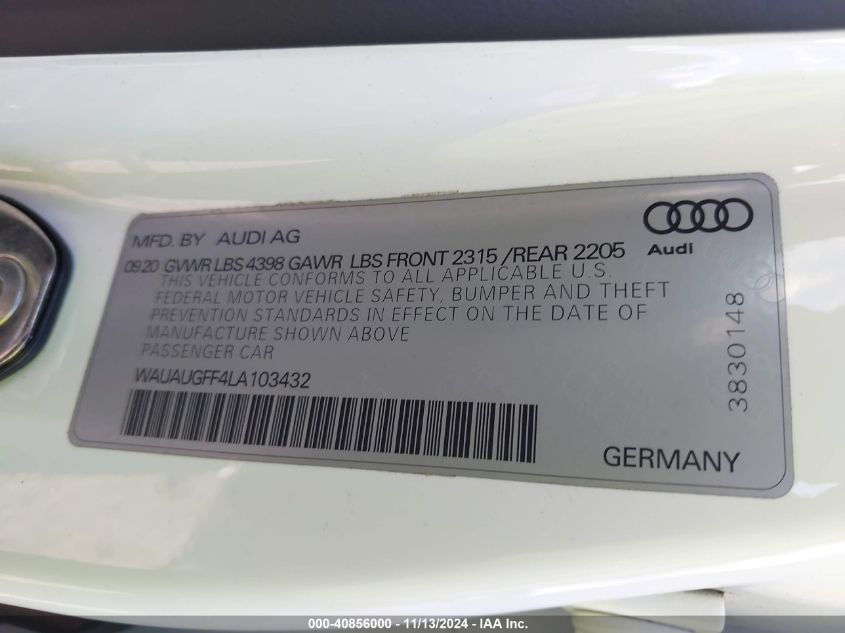 MFD. BY AUDI AG
0920 GVWR LBS 4398 GAWR LBS FRONT 2315 /REAR 2205
Audi
THIS VEHICLE CONFORMS TO ALL APPLICABLE U.S.
FEDERAL MOTOR VEHICLE SAFETY, BUMPER AND THEFT
PREVENTION STANDARDS IN EFFECT ON THE DATE OF
MANUFACTURE SHOWN ABOVE
PASSENGER CAR
WAUAUGFF4LA103432
3830148
GERMANY
000-40856000 - 11/13/2024 - IAA Inc.